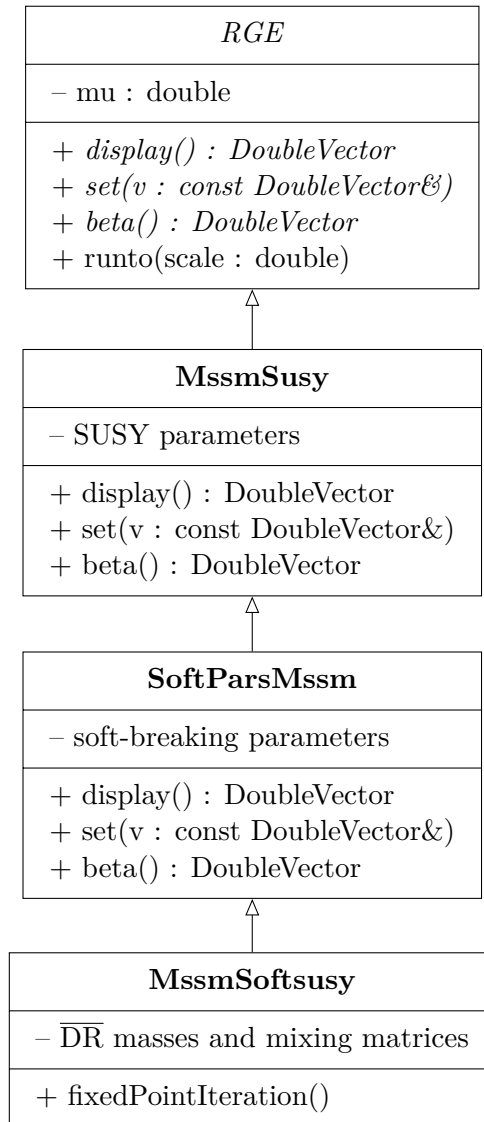 RGE
– mu : double
+ display() : DoubleVector
+ set(v : const DoubleVector&)
+ beta() : DoubleVector
+ runto(scale : double)
MssmSusy
– SUSY parameters
+ display() : DoubleVector
+ set(v : const DoubleVector&)
+ beta() : DoubleVector
SoftParsMssm
– soft-breaking parameters
+ display() : DoubleVector
+ set(v : const DoubleVector&)
+ beta() : DoubleVector
MssmSoftsusy
– D̅R̅ masses and mixing matrices
+ fixedPointIteration()